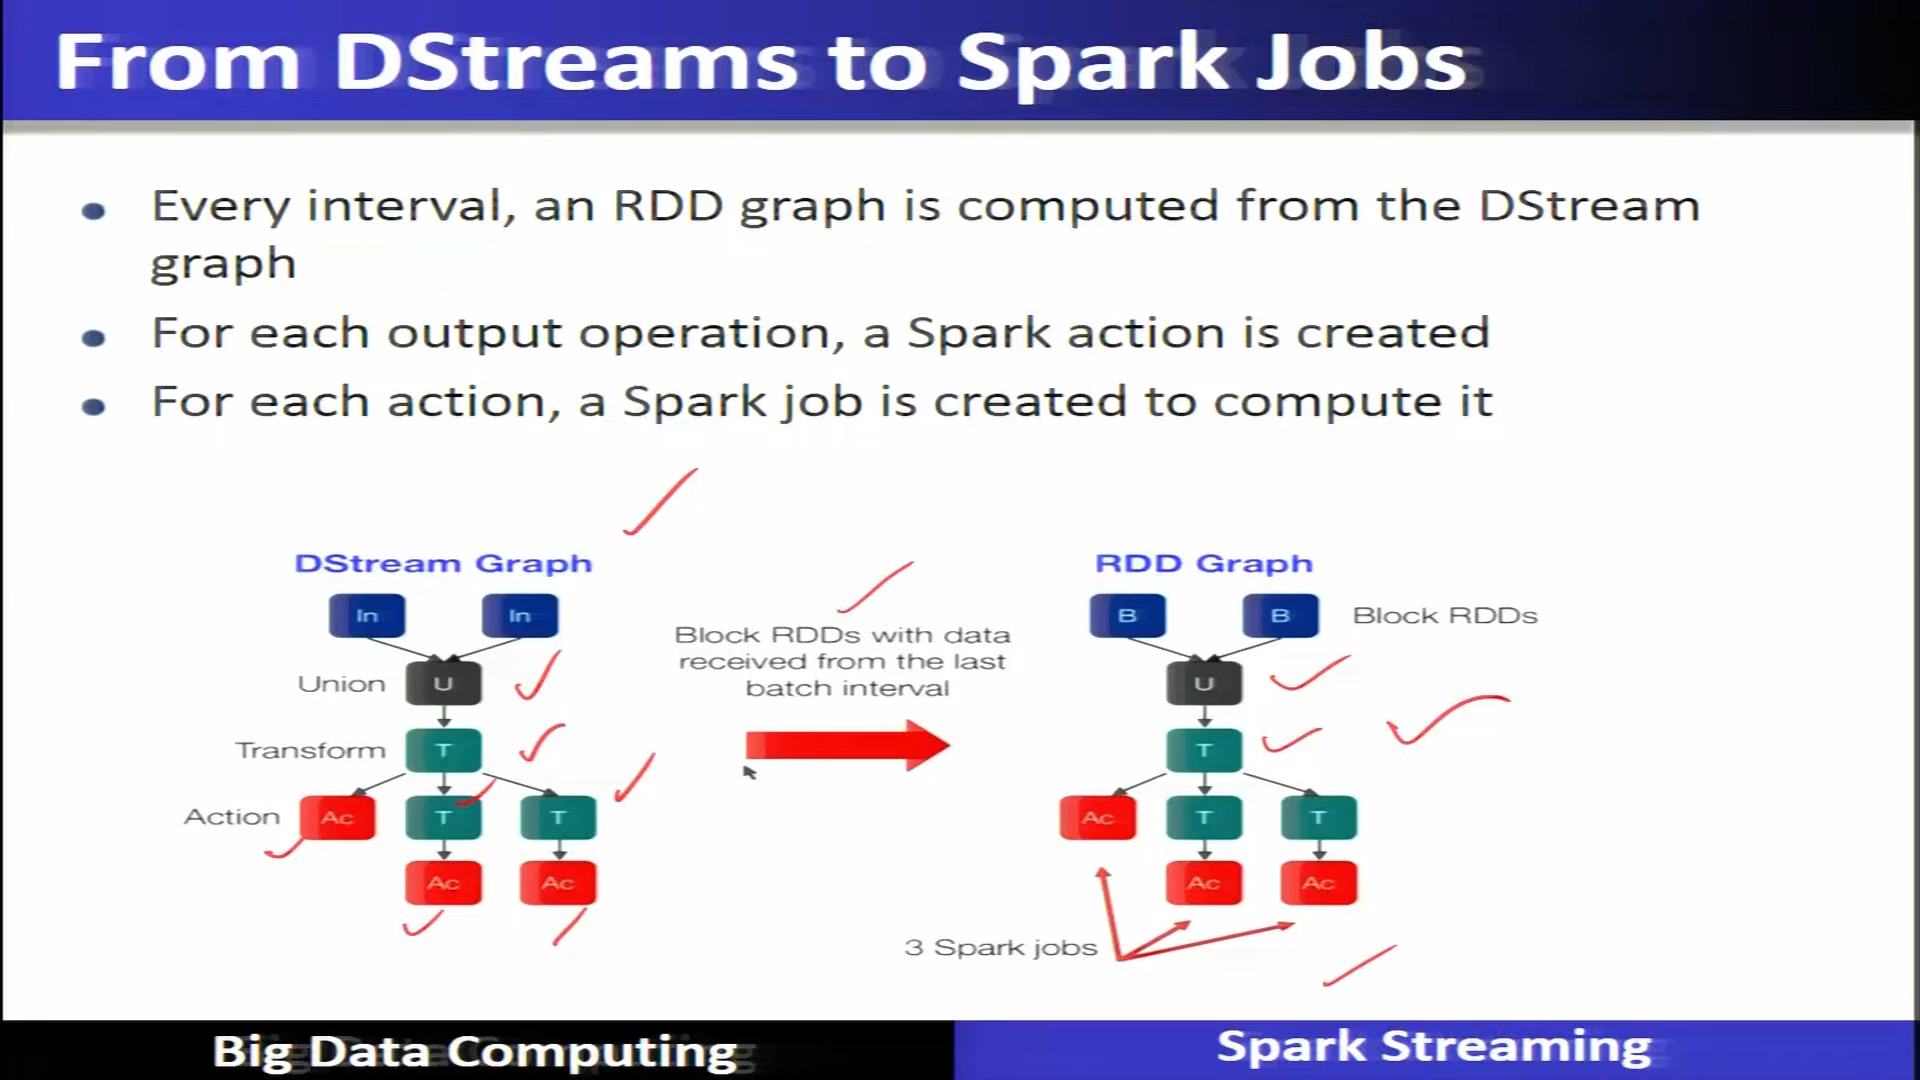 From DStreams to Spark Jobs
Every interval, an RDD graph is computed from the DStream
graph
For each output operation, a Spark action is created
For each action, a Spark job is created to compute it
DStream Graph
In In
Union U
Transform T
Action Ac T T
Ac Ac
Block RDDs with data
received from the last
batch interval
RDD Graph
B B Block RDDs
U
T
Ac T T
Ac Ac
3 Spark jobs
Big Data Computing
Spark Streaming